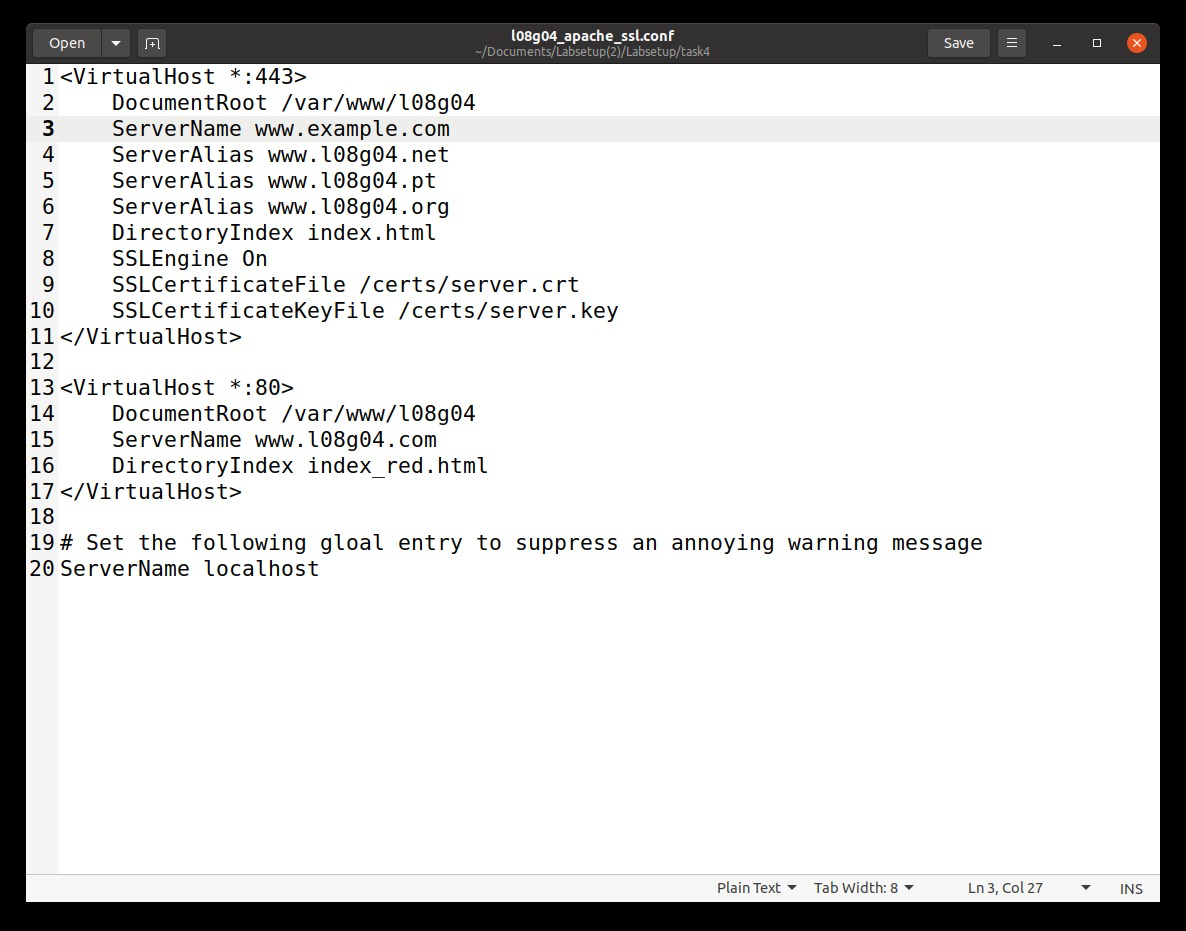 Open
l08g04_apache_ssl.conf
~/Documents/Labsetup(2)/Labsetup/task4
Save
1 <VirtualHost *:443>
2     DocumentRoot /var/www/l08g04
3     ServerName www.example.com
4     ServerAlias www.l08g04.net
5     ServerAlias www.l08g04.pt
6     ServerAlias www.l08g04.org
7     DirectoryIndex index.html
8     SSLEngine On
9     SSLCertificateFile /certs/server.crt
10     SSLCertificateKeyFile /certs/server.key
11 </VirtualHost>
12
13 <VirtualHost *:80>
14     DocumentRoot /var/www/l08g04
15     ServerName www.l08g04.com
16     DirectoryIndex index_red.html
17 </VirtualHost>
18
19 # Set the following gloal entry to suppress an annoying warning message
20 ServerName localhost
Plain Text Tab Width: 8 Ln 3, Col 27 INS